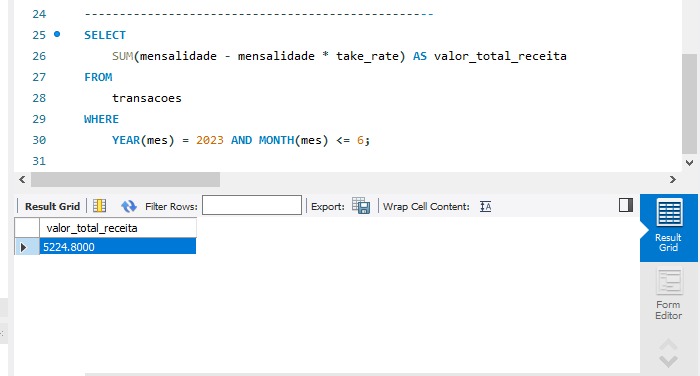 24 --------------------------------------------------
25 SELECT
26 SUM(mensalidade - mensalidade * take_rate) AS valor_total_receita
27 FROM
28 transacoes
29 WHERE
30 YEAR(mes) = 2023 AND MONTH(mes) <= 6;
31
Result Grid Filter Rows: Export: Wrap Cell Content: IA
valor_total_receita
5224.8000
Result
Grid
Form
Editor